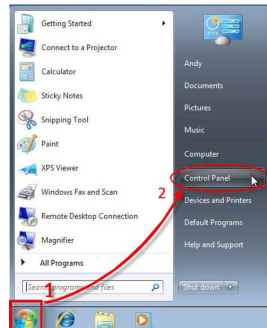 Getting Started
Connect to a Projector
Calculator
Sticky Notes
Snipping Tool
Paint
XPS Viewer
Windows Fax and Scan
Remote Desktop Connection
Magnifier
All Programs
Search programs and files
1
Andy
Documents
Pictures
Music
Computer
2
Control Panel
Devices and Printers
Default Programs
Help and Support
Shut down